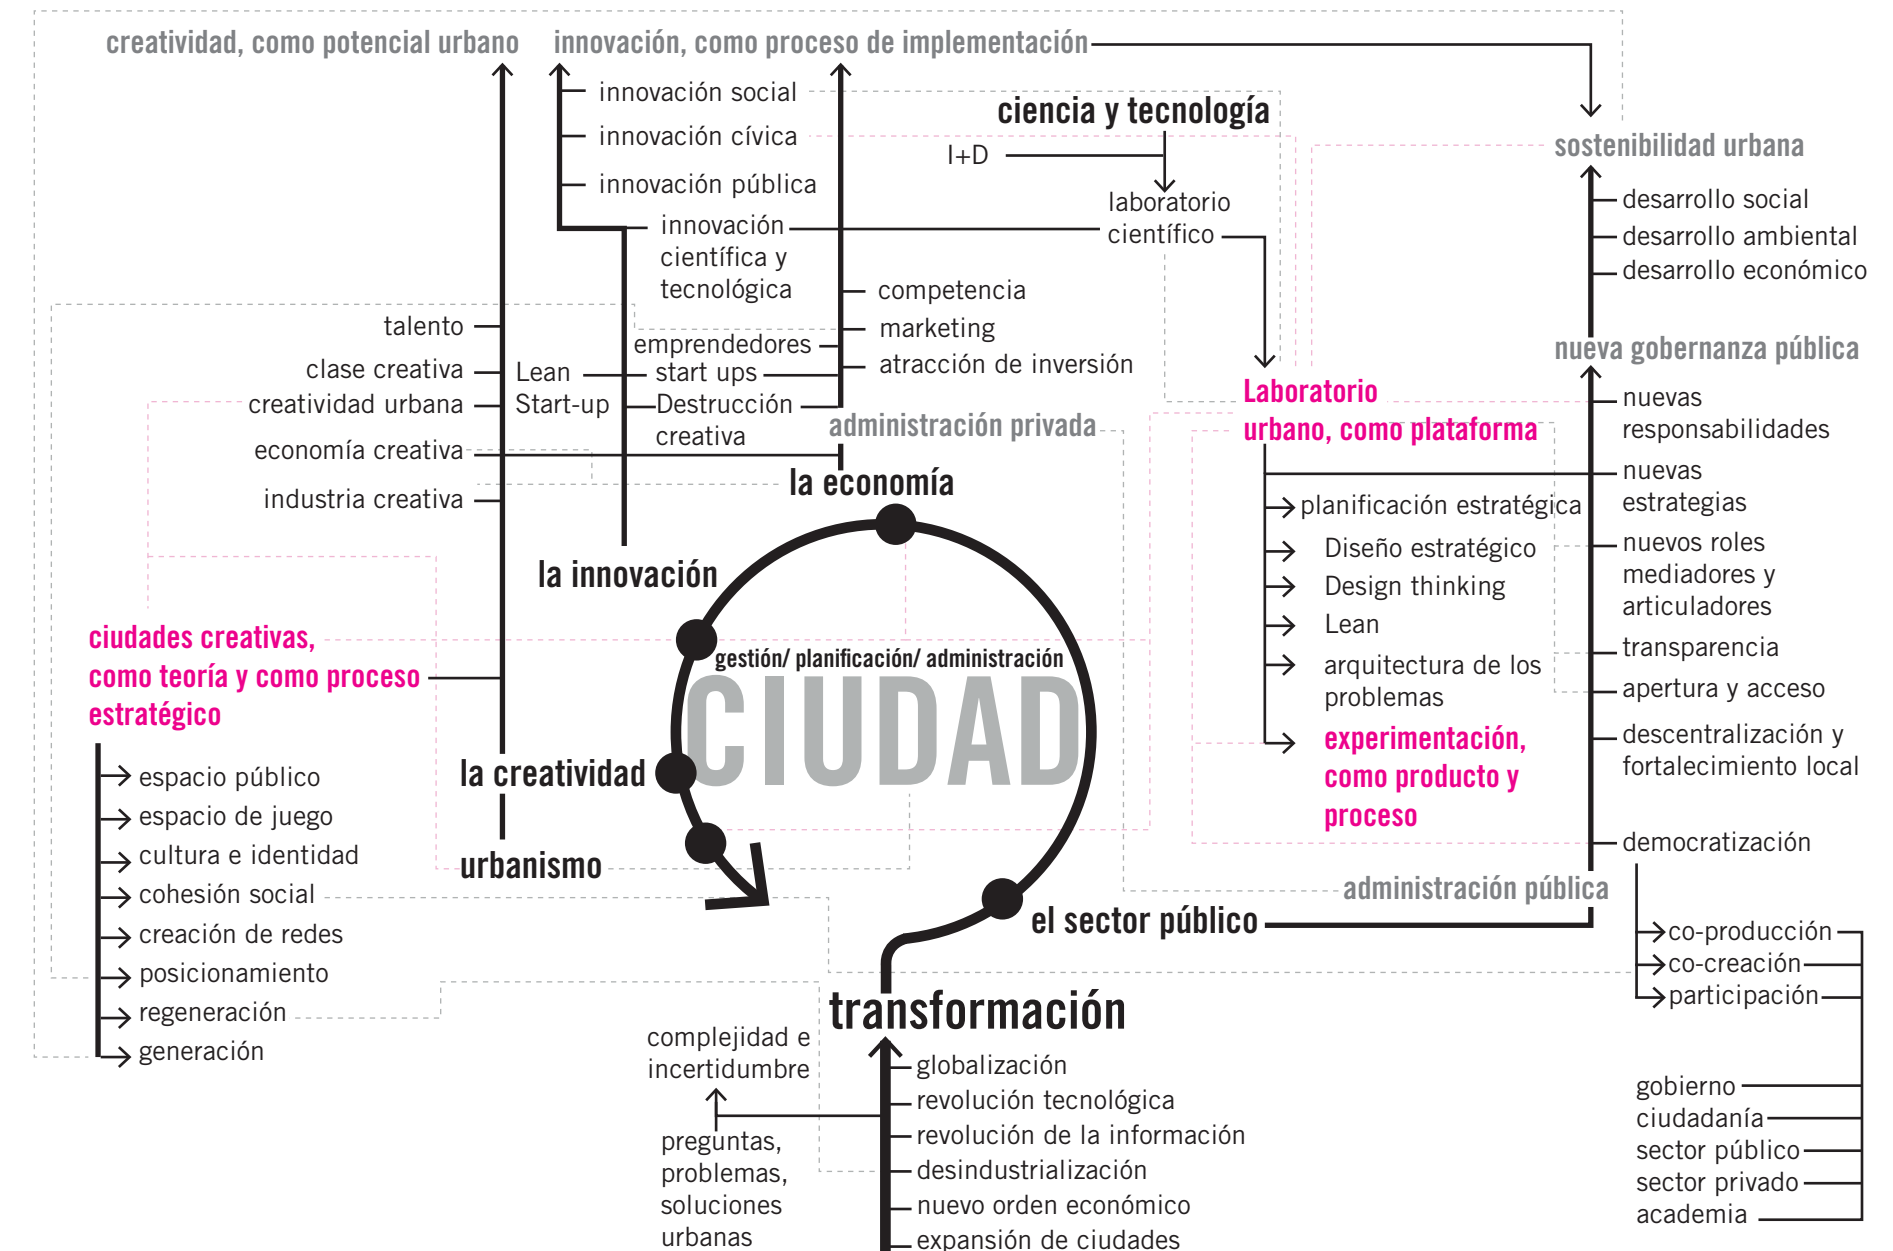 creatividad, como potencial urbano
innovación, como proceso de implementación
innovación social
innovación cívica
innovación pública
innovación
científica y
tecnológica
ciencia y tecnología
I+D
laboratorio
científico
sostenibilidad urbana
desarrollo social
desarrollo ambiental
desarrollo económico
talento
clase creativa
creatividad urbana
economía creativa
industria creativa
Lean
Start-up
emprendedores
start ups
Destrucción
creativa
competencia
marketing
atracción de inversión
administración privada
la economía
la innovación
nueva gobernanza pública
Laboratorio
urbano, como plataforma
planificación estratégica
Diseño estratégico
Design thinking
Lean
arquitectura de los
problemas
experimentación,
como producto y
proceso
nuevas
responsabilidades
nuevas
estrategias
nuevos roles
mediadores y
articuladores
transparencia
apertura y acceso
descentralización y
fortalecimiento local
democratización
ciudades creativas,
como teoría y como proceso
estratégico
gestión/ planificación/ administración
CIUDAD
la creatividad
urbanismo
espacio público
espacio de juego
cultura e identidad
cohesión social
creación de redes
posicionamiento
regeneración
generación
administración pública
el sector público
co-producción
co-creación
participación
transformación
complejidad e
incertidumbre
preguntas,
problemas,
soluciones
urbanas
globalización
revolución tecnológica
revolución de la información
desindustrialización
nuevo orden económico
expansión de ciudades
gobierno
ciudadanía
sector público
sector privado
academia